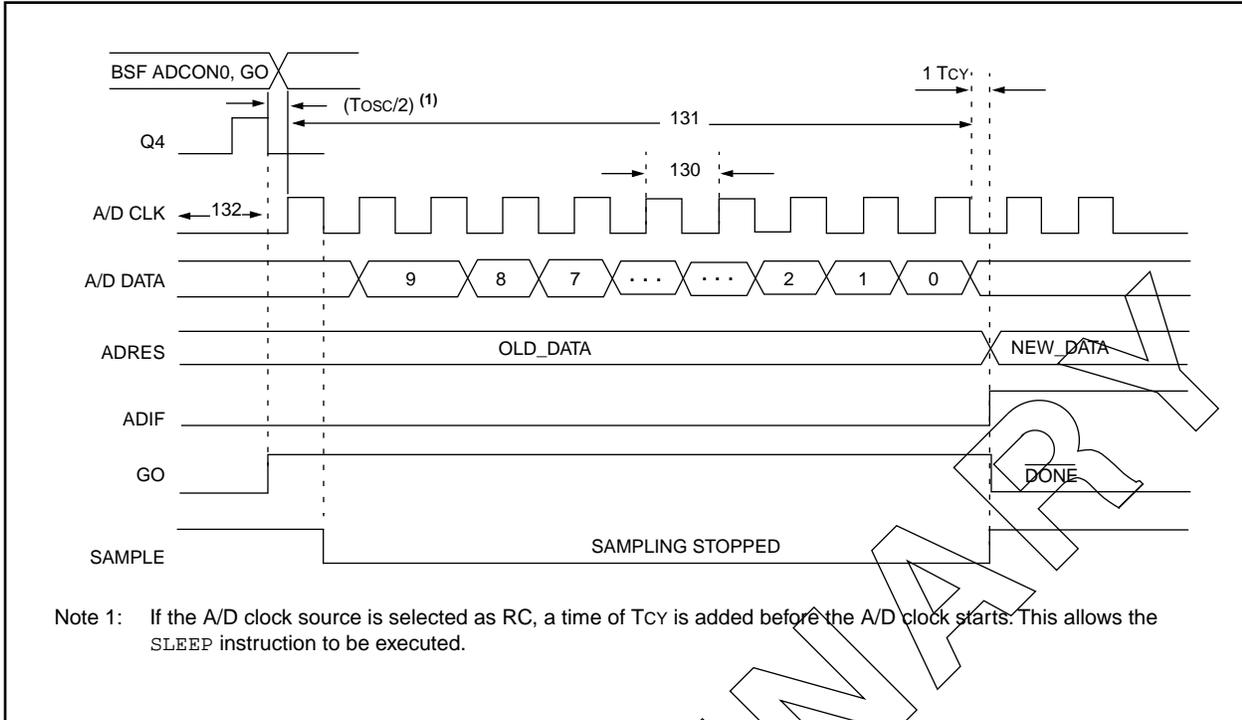 BSF ADCON0, GO
1 TCY
(TOSC/2) (1)
131
Q4
130
A/D CLK
132
A/D DATA
9 8 7 · · · · · · 2 1 0
ADRES
OLD_DATA
NEW_DATA
ADIF
GO
DONE
SAMPLE
SAMPLING STOPPED
Note 1: If the A/D clock source is selected as RC, a time of TCY is added before the A/D clock starts. This allows the
SLEEP instruction to be executed.
NARY